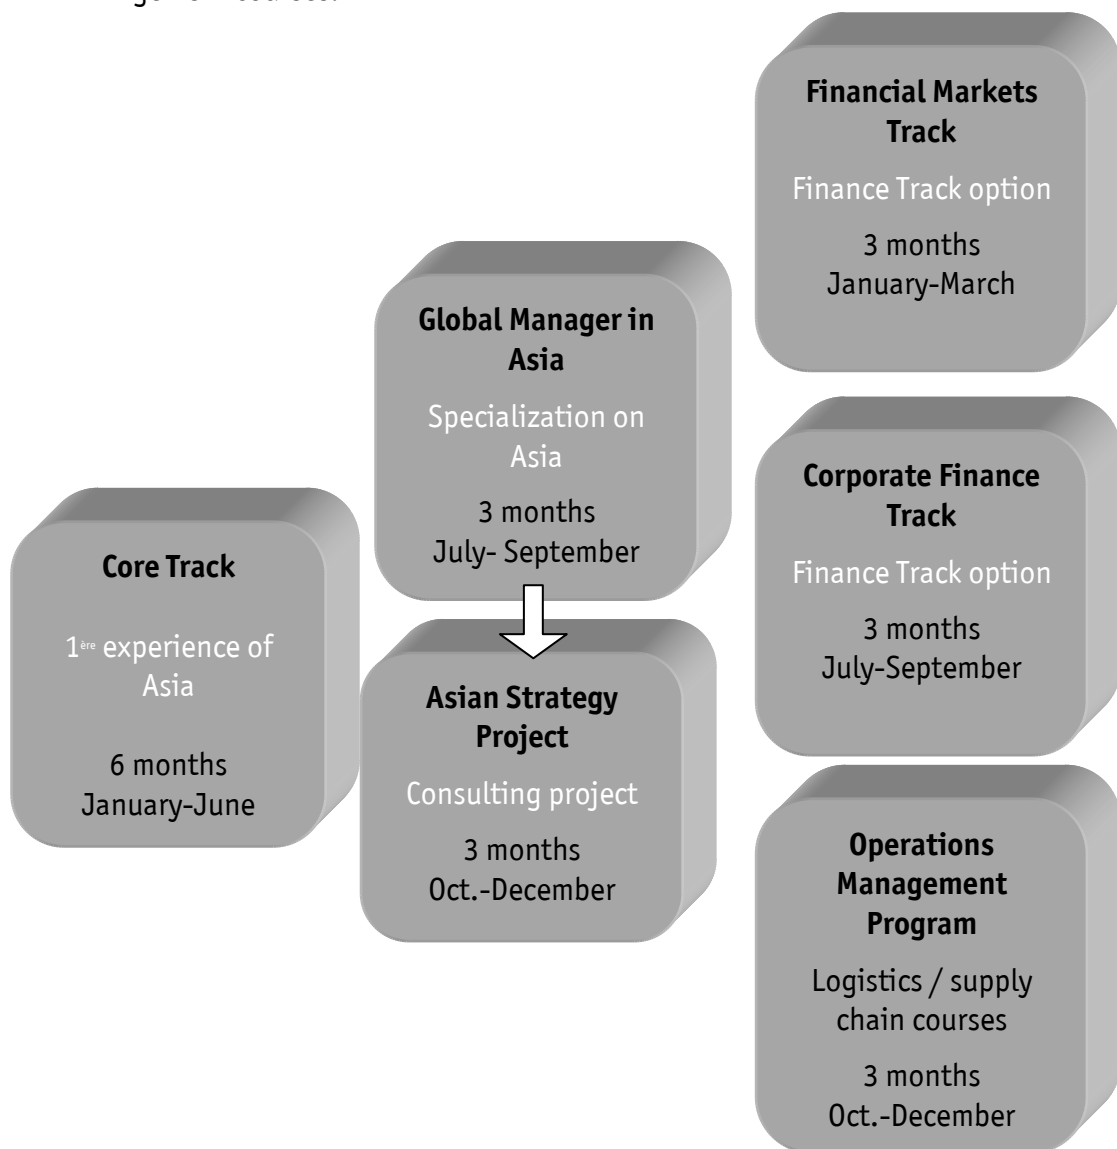 Financial Markets
Track
Finance Track option
3 months
January-March
Global Manager in
Asia
Specialization on
Asia
3 months
July- September
Corporate Finance
Track
Finance Track option
3 months
July-September
Core Track
1ère experience of
Asia
6 months
January-June
Asian Strategy
Project
Consulting project
3 months
Oct.-December
Operations
Management
Program
Logistics / supply
chain courses
3 months
Oct.-December